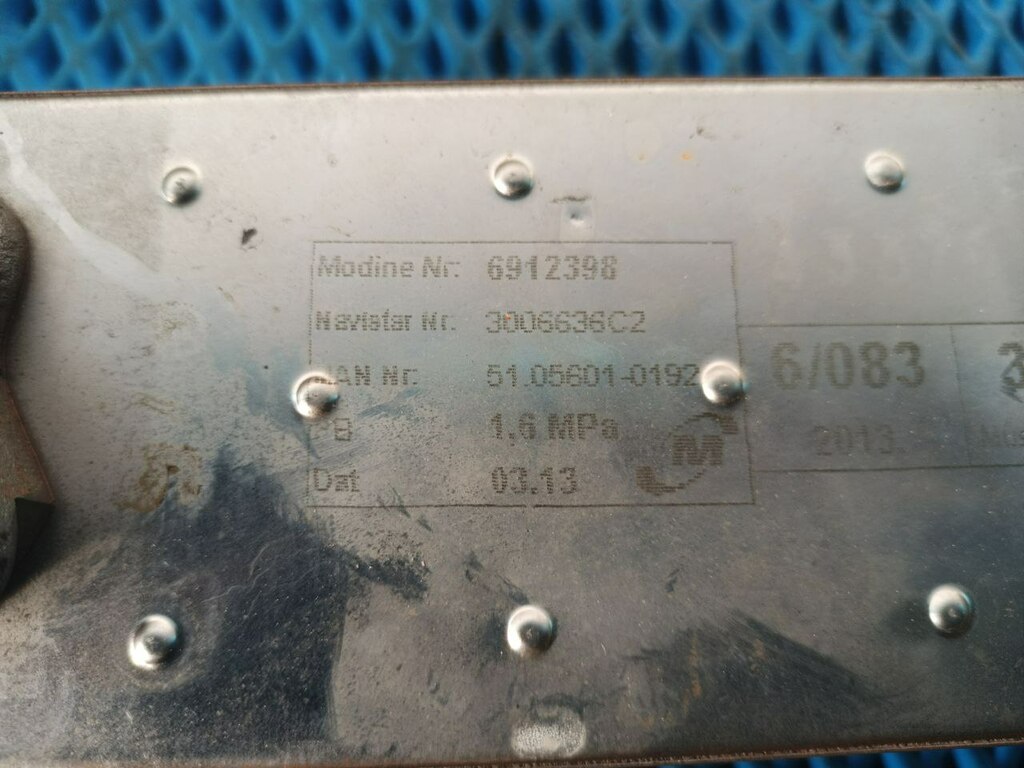 Modine Nr: 6912398
Navistar Nr. 3006636C2
MAN Nr. 51.05601-0192
PB 1,6 MPa
Dat 03.13
M
6/083
2013